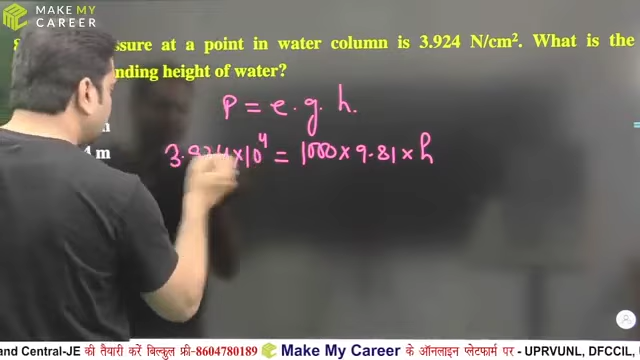 MAKE MY
CAREER
ssure at a point in water column is 3.924 N/cm². What is the
nding height of water?
P = e . g . h .
m
3.924 × 10⁴ = 1000 × 9.81 × h
4 m
and Central-JE की तैयारी करें बिल्कुल फ्री-8604780189 Make My Career के ऑनलाइन प्लेटफार्म पर - UPRVUNL, DFCCIL,